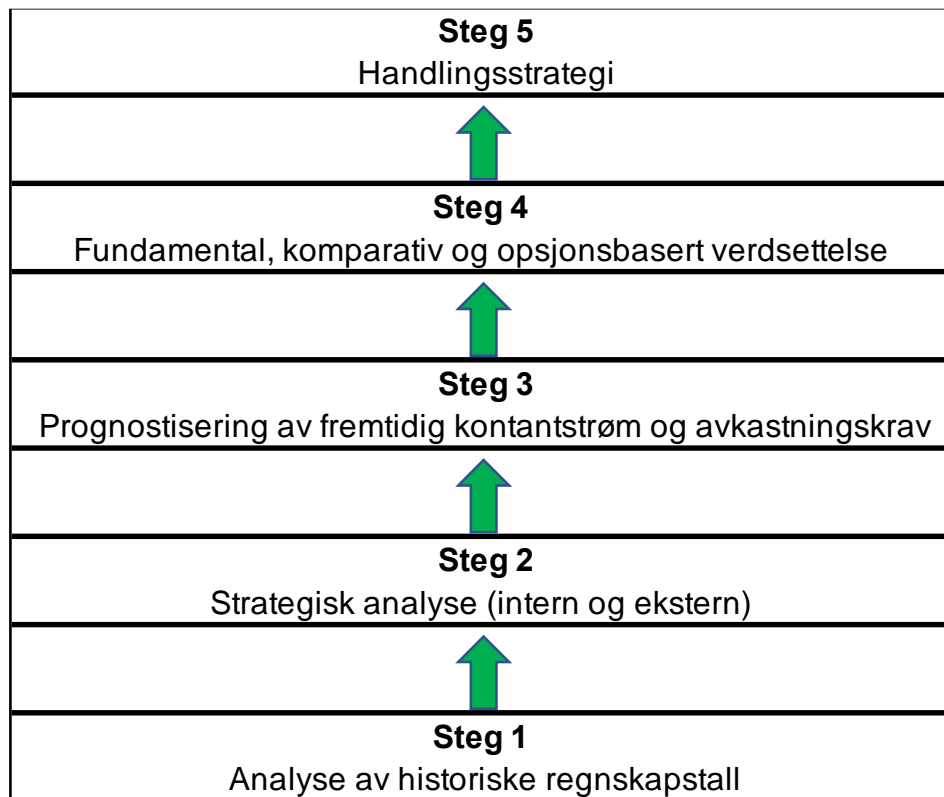 Steg 5
Handlingsstrategi
Steg 4
Fundamental, komparativ og opsjonsbasert verdsettelse
Steg 3
Prognostisering av fremtidig kontantstrøm og avkastningskrav
Steg 2
Strategisk analyse (intern og ekstern)
Steg 1
Analyse av historiske regnskapstall